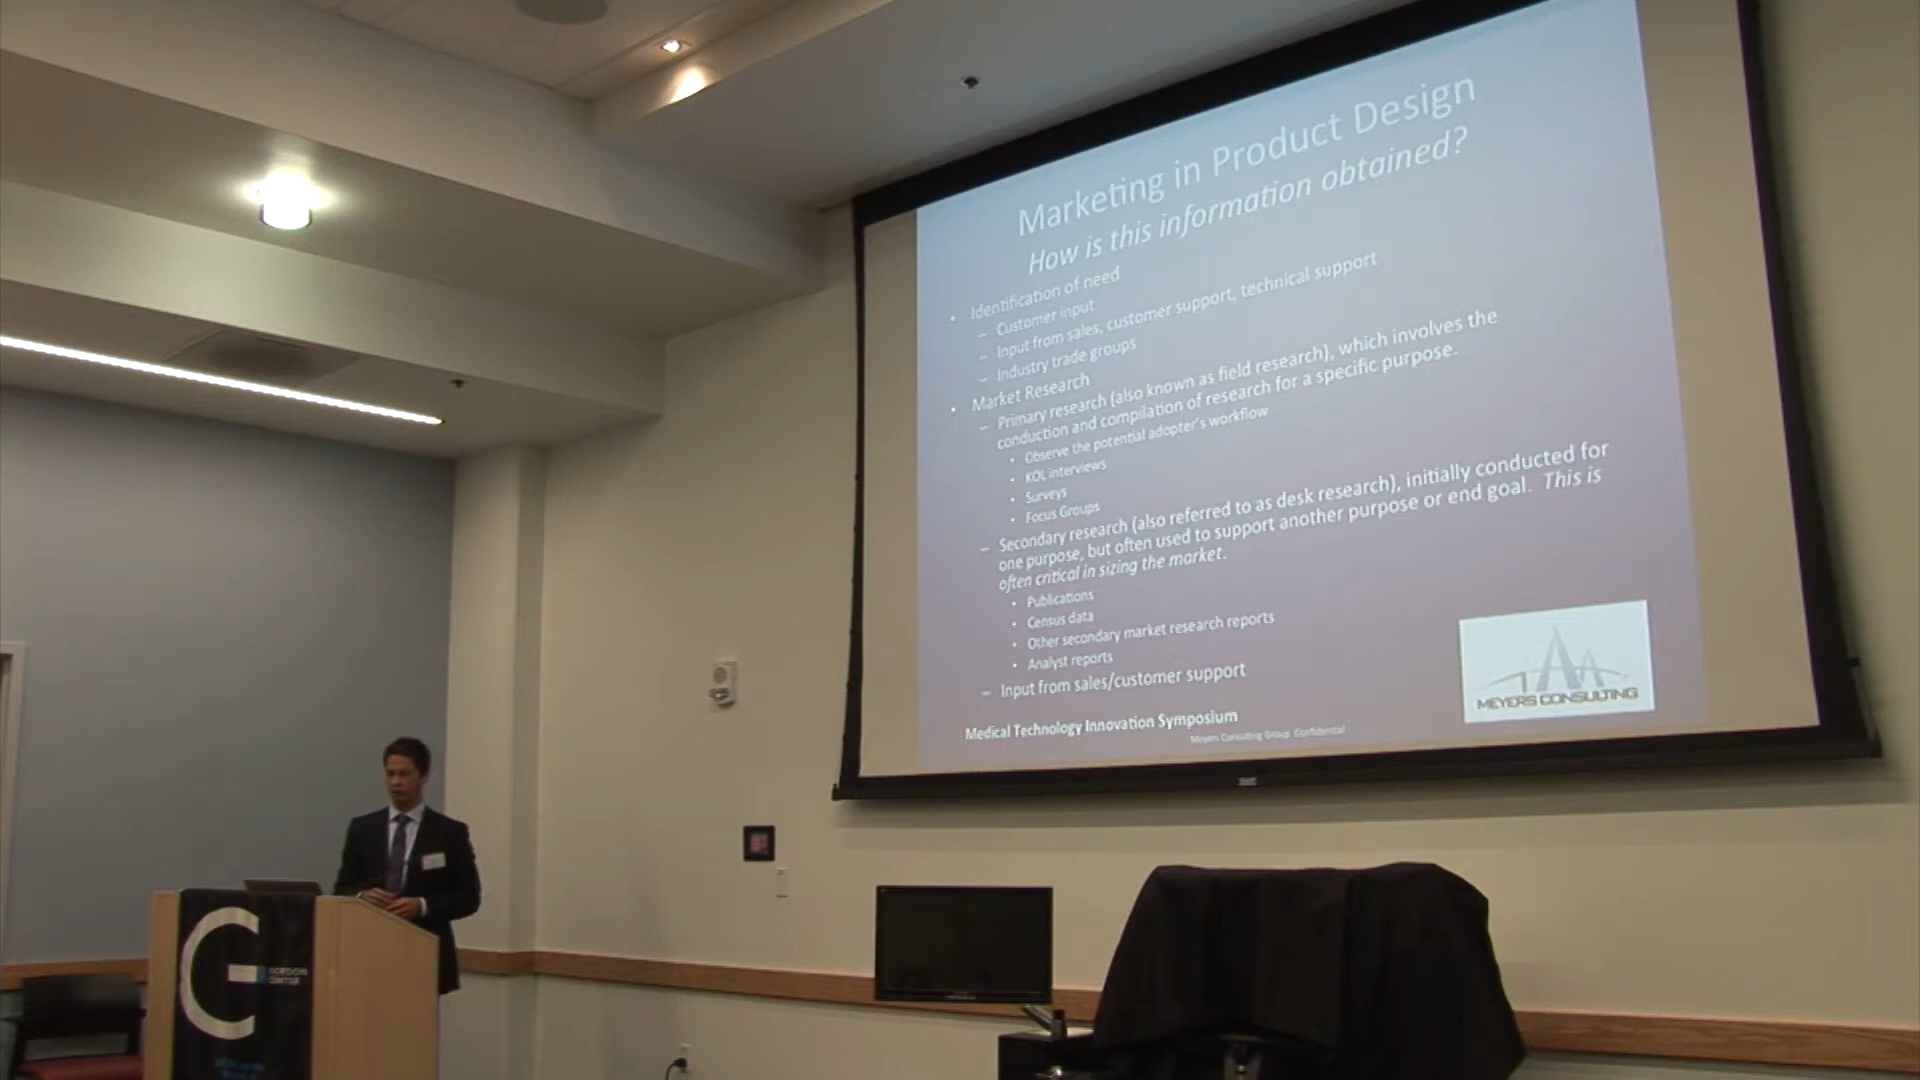 Marketing in Product Design
How is this information obtained?
• Identification of need
– Customer input
– Input from sales, customer support, technical support
– Industry trade groups
• Market Research
– Primary research (also known as field research), which involves the
conduction and compilation of research for a specific purpose.
• Observe the potential adopter's workflow
• KOL interviews
• Surveys
• Focus Groups
– Secondary research (also referred to as desk research), initially conducted for
one purpose, but often used to support another purpose or end goal. This is
often critical in sizing the market.
• Publications
• Census data
• Other secondary market research reports
• Analyst reports
– Input from sales/customer support
MEYERS CONSULTING
Medical Technology Innovation Symposium
Meyers Consulting Group Confidential
G
GORDON
CENTER